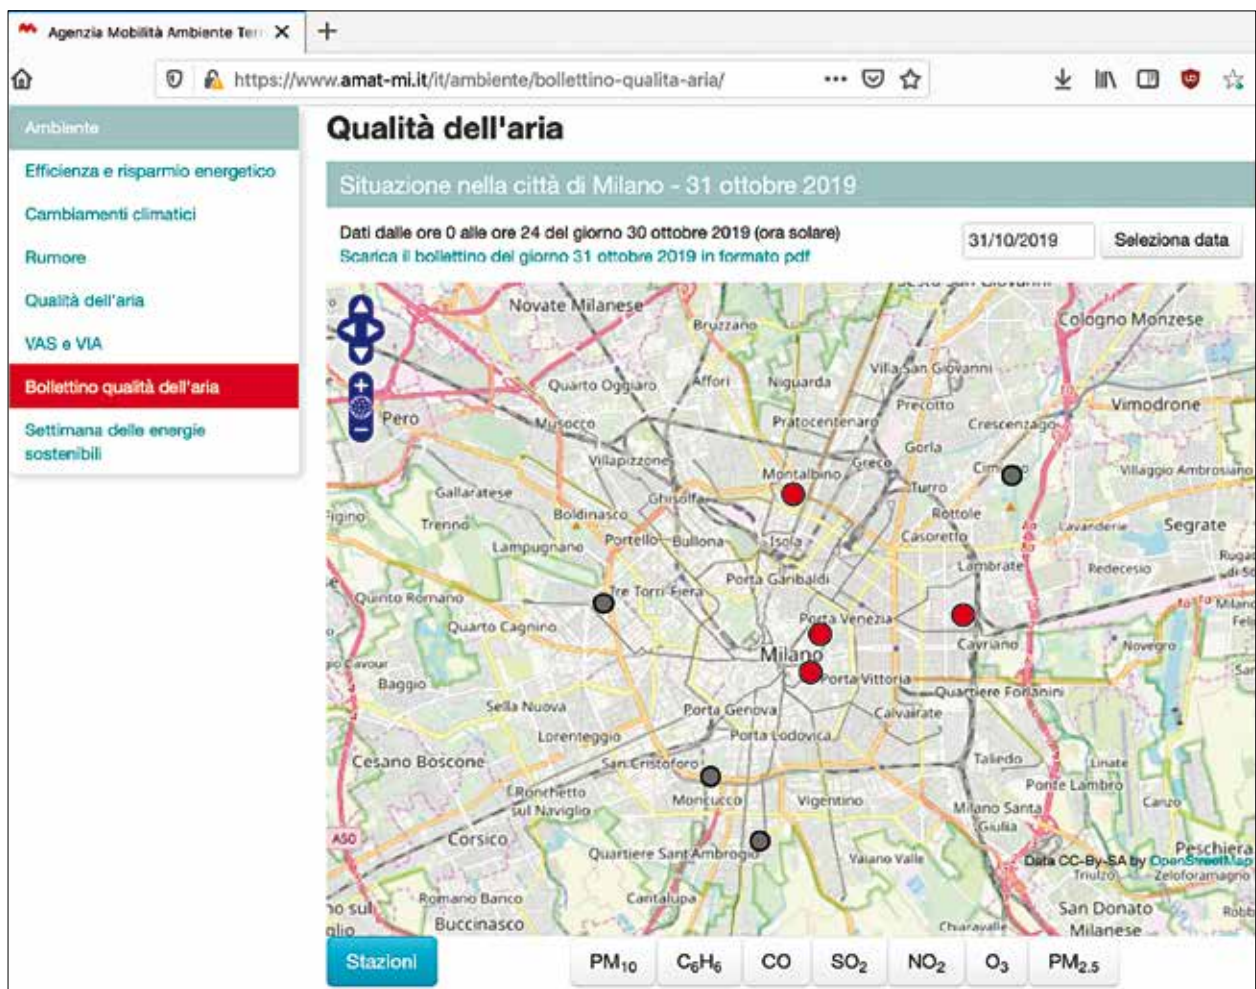 Agenzia Mobilità Ambiente Terr
https://www.amat-mi.it/it/ambiente/bollettino-qualita-aria/
Ambiente
Efficienza e risparmio energetico
Cambiamenti climatici
Rumore
Qualità dell'aria
VAS e VIA
Bollettino qualità dell'aria
Settimana delle energie
sostenibili
Qualità dell'aria
Situazione nella città di Milano - 31 ottobre 2019
Dati dalle ore 0 alle ore 24 del giorno 30 ottobre 2019 (ora solare)
Scarica il bollettino del giorno 31 ottobre 2019 in formato pdf
31/10/2019
Seleziona data
Novate Milanese
Cologno Monzese
Bruzzano
Villa San Giovanni
Quarto Oggiaro
Affori
Niguarda
Precotto
Vimodrone
Pero
Musocco
Pratocentenaro
Crescenzago
Gorla
Villapizzone
Greco
Montalbino
Villaggio Ambrosiano
Turro
Gallaratese
Ghisolfa
Boldinasco
Rottole
Figino
Trenno
Lavanderie
Segrate
Lampugnano
Portello
Bullona
Isola
Casoretto
Lambrate
Redecesio
Porta Garibaldi
Tre Torri-Fiera
Quinto Romano
Milano
Quarto Cagnino
Porta Venezia
Cavriano
Novegro
Milano
Baggio
Porta Vittoria
Quartiere Forlanini
Sella Nuova
Porta Genova
Calvairate
Lorenteggio
Porta Lodovica
Cesano Boscone
San Cristoforo
Taliedo
Linate
Ronchetto
sul Naviglio
Moncucco
Vigentino
Ponte Lambro
Canzo
Milano Santa
Giulia
A50
Corsico
Quartiere Sant'Ambrogio
Vaiano Valle
Peschiera
Data CC-By-SA by OpenStreetMap
Triulzo
Zeloforamagno
Romano Banco
Cantalupa
San Donato
Milanese
Buccinasco
Chiaravalle
Stazioni
PM10
C6H6
CO
SO2
NO2
O3
PM2.5